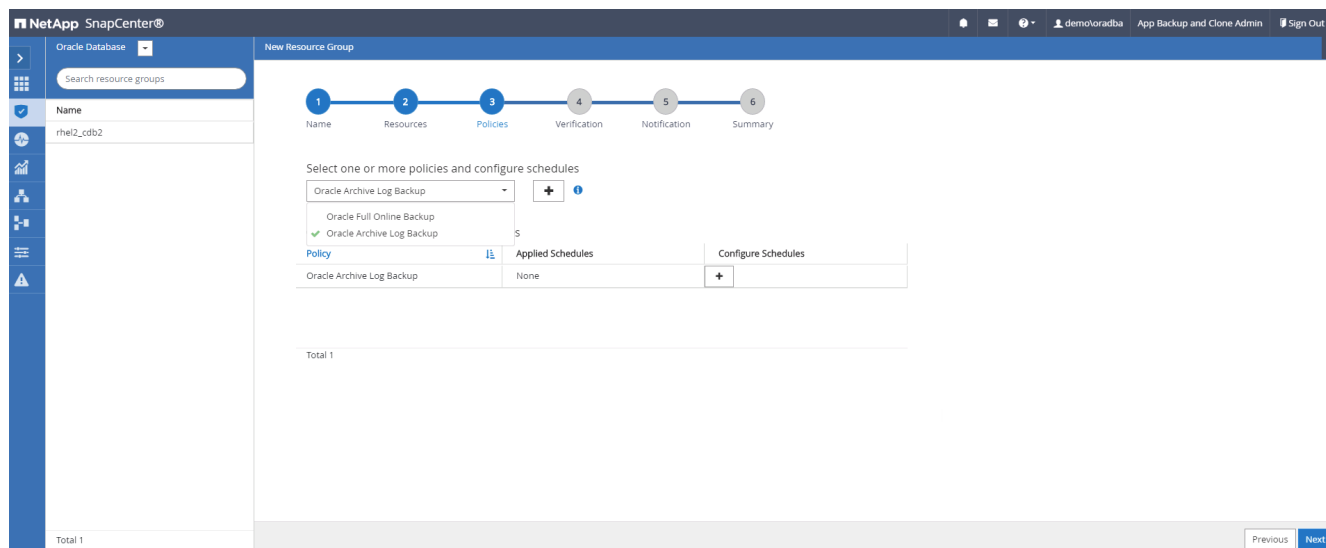 NetApp SnapCenter®
demo\oradba App Backup and Clone Admin Sign Out
Oracle Database
New Resource Group
Search resource groups
Name
rhel2_cdb2
1 2 3 4 5 6
Name Resources Policies Verification Notification Summary
Select one or more policies and configure schedules
Oracle Archive Log Backup
Oracle Full Online Backup
Oracle Archive Log Backup
s
Policy Applied Schedules Configure Schedules
Oracle Archive Log Backup None
Total 1
Total 1
Previous Next